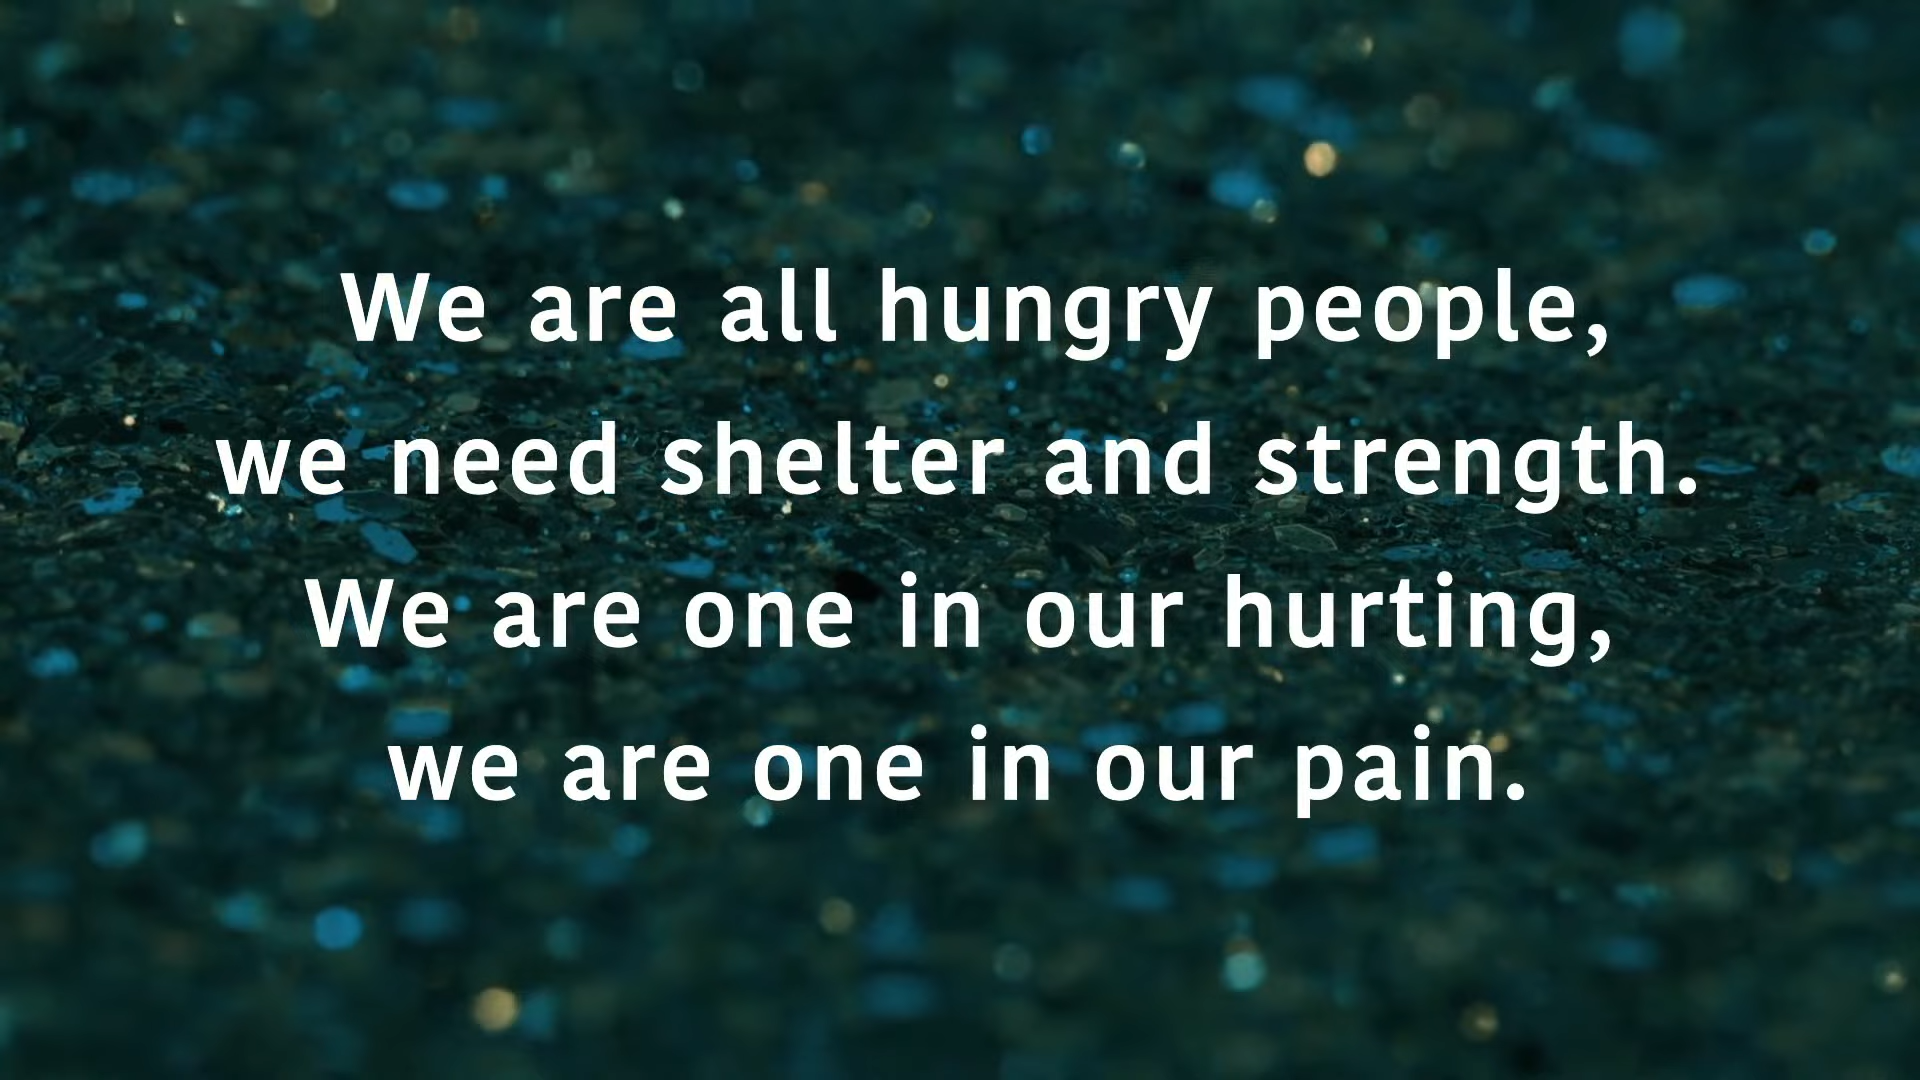 We are all hungry people,
we need shelter and strength.
We are one in our hurting,
we are one in our pain.